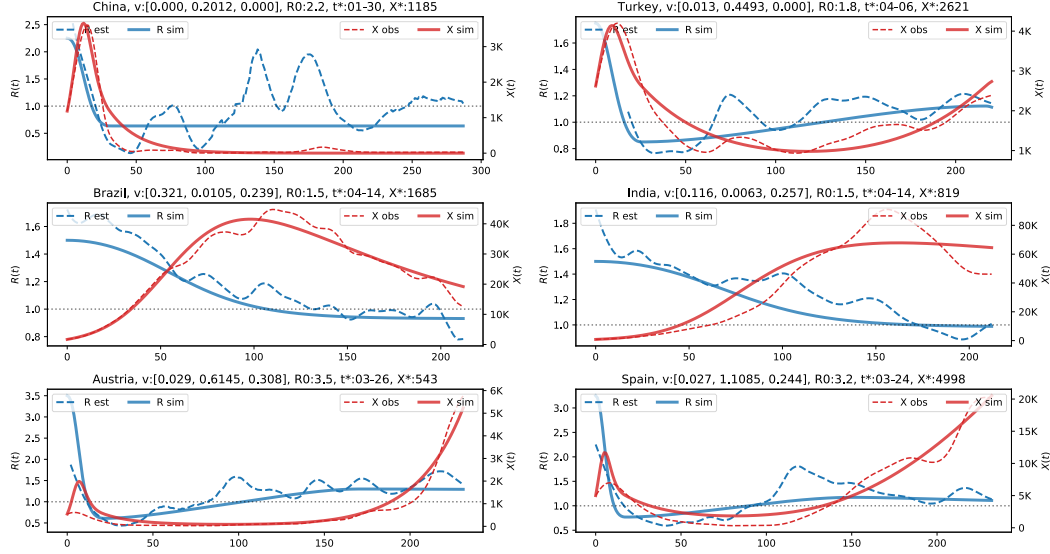 China, v:[0.000, 0.2012, 0.000], R0:2.2, t*:01-30, X*:1185
R est
R sim
X obs
X sim
2.5
2.0
1.5
1.0
0.5
R(t)
3K
2K
1K
0
X(t)
0 50 100 150 200 250 300
Turkey, v:[0.013, 0.4493, 0.000], R0:1.8, t*:04-06, X*:2621
R est
R sim
X obs
X sim
1.6
1.4
1.2
1.0
0.8
R(t)
4K
3K
2K
1K
X(t)
0 50 100 150 200
Brazil, v:[0.321, 0.0105, 0.239], R0:1.5, t*:04-14, X*:1685
R est
R sim
X obs
X sim
1.6
1.4
1.2
1.0
0.8
R(t)
40K
30K
20K
10K
0
X(t)
0 50 100 150 200
India, v:[0.116, 0.0063, 0.257], R0:1.5, t*:04-14, X*:819
R est
R sim
X obs
X sim
1.8
1.6
1.4
1.2
1.0
R(t)
80K
60K
40K
20K
0
X(t)
0 50 100 150 200
Austria, v:[0.029, 0.6145, 0.308], R0:3.5, t*:03-26, X*:543
R est
R sim
X obs
X sim
3.5
3.0
2.5
2.0
1.5
1.0
0.5
R(t)
6K
5K
4K
3K
2K
1K
0
X(t)
0 50 100 150 200
Spain, v:[0.027, 1.1085, 0.244], R0:3.2, t*:03-24, X*:4998
R est
R sim
X obs
X sim
3.0
2.5
2.0
1.5
1.0
0.5
R(t)
20K
15K
10K
5K
0
X(t)
0 50 100 150 200